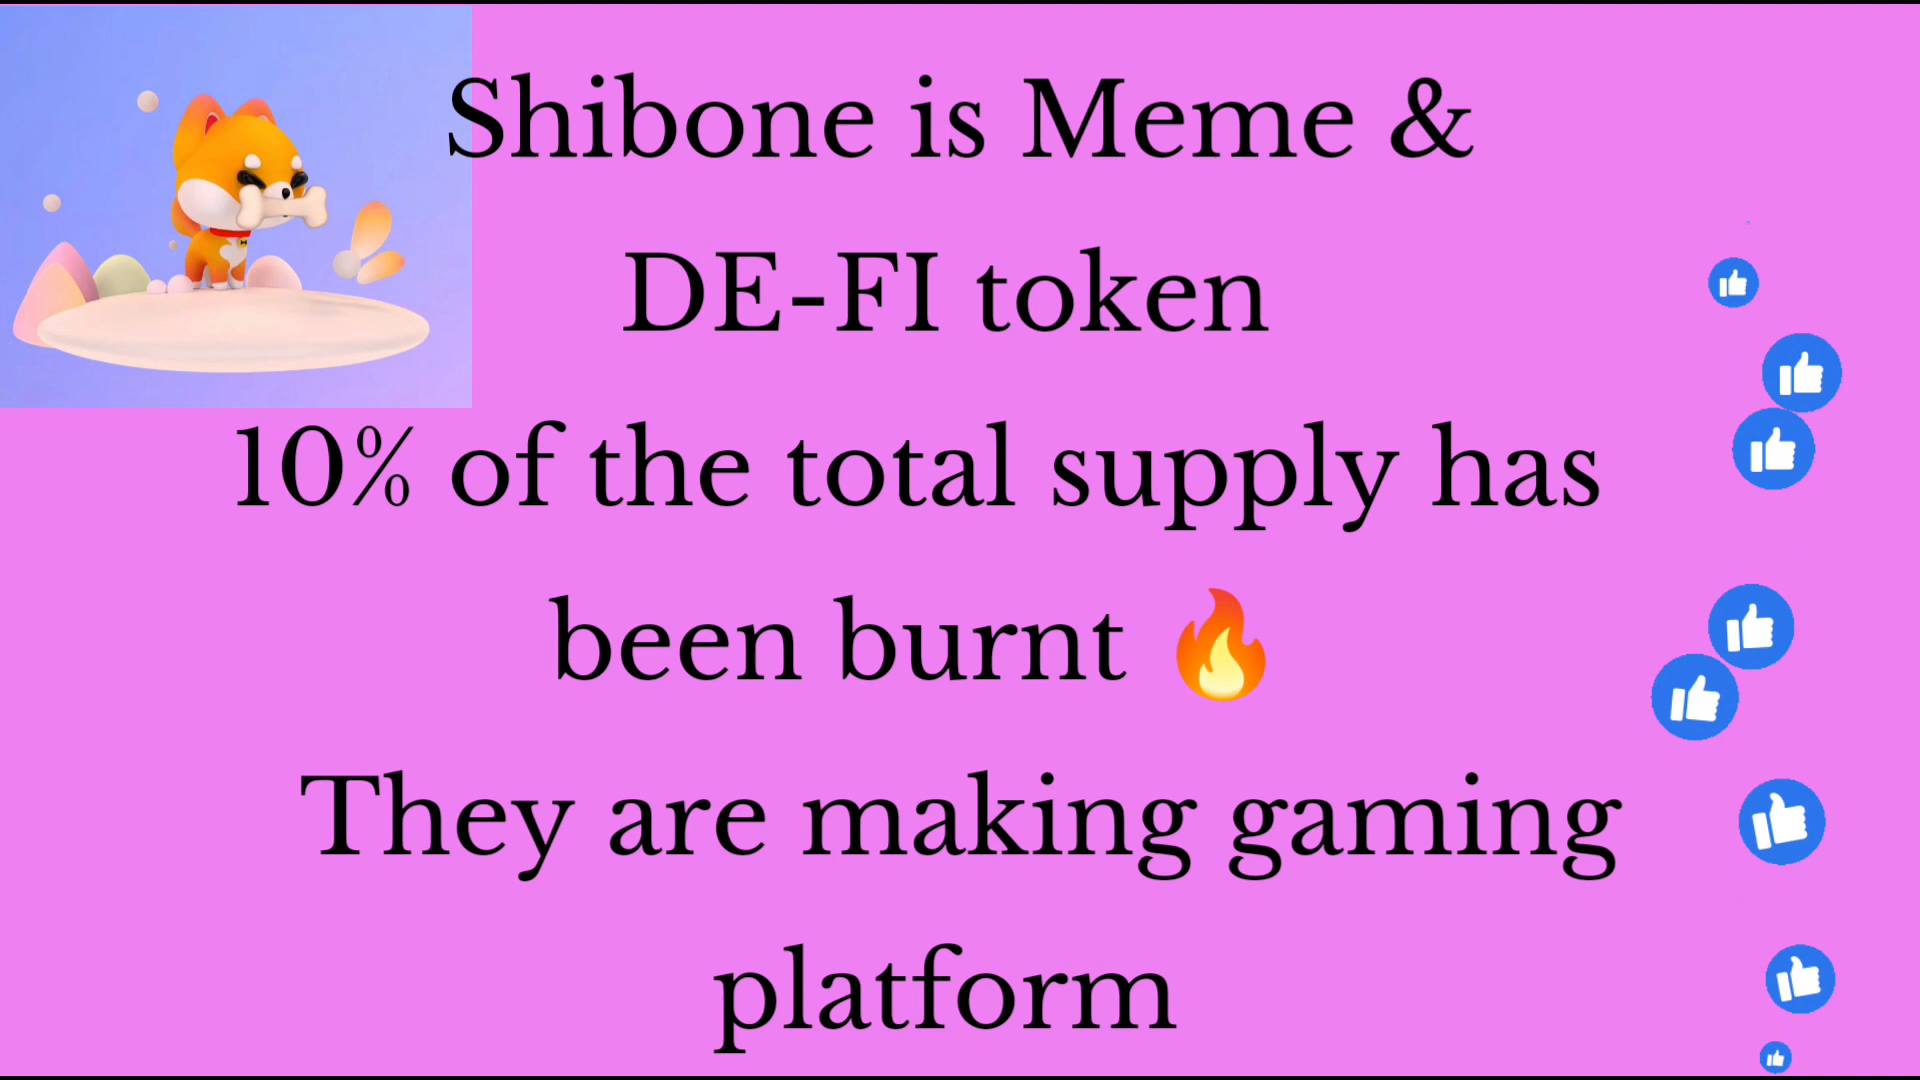 Shibone is Meme &
DE-FI token
10% of the total supply has
been burnt 🔥
They are making gaming
platform